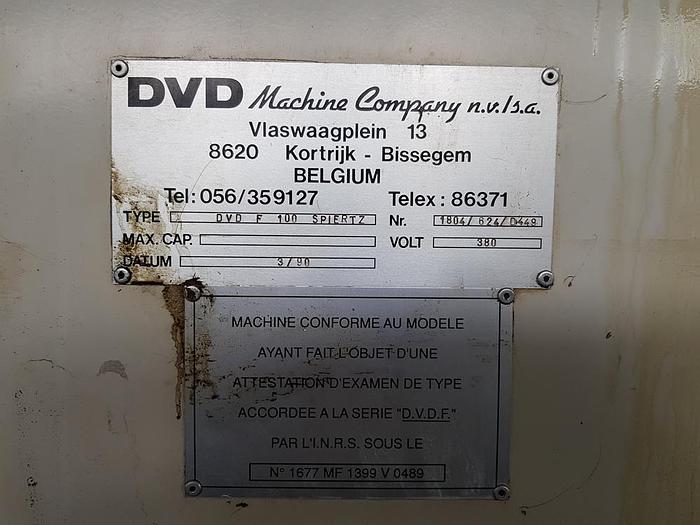 DVD Machine Company n.v./s.a.
Vlaswaagplein 13
8620 Kortrijk - Bissegem
BELGIUM
Tel: 056/359127 Telex: 86371
TYPE DVD F 100 SPIERTZ Nr. 1804/ 624/ D448
MAX. CAP. VOLT 380
DATUM 3/90
MACHINE CONFORME AU MODELE
AYANT FAIT L'OBJET D'UNE
ATTESTATION D'EXAMEN DE TYPE
ACCORDEE A LA SERIE "D.V.D.F."
PAR L'I.N.R.S. SOUS LE
N° 1677 MF 1399 V 0489